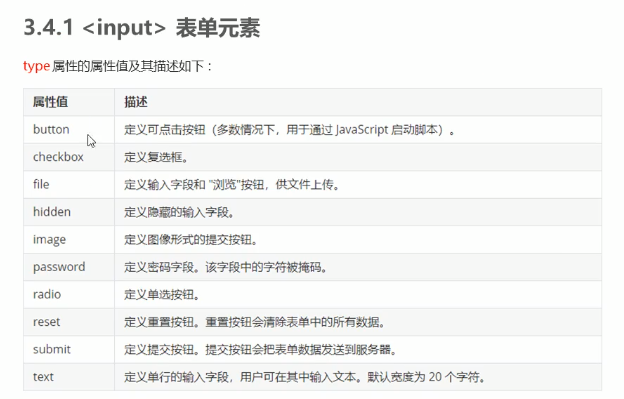 3.4.1 <input> 表单元素
type 属性的属性值及其描述如下：
属性值 描述
button 定义可点击按钮（多数情况下，用于通过 JavaScript 启动脚本）。
checkbox 定义复选框。
file 定义输入字段和 "浏览"按钮，供文件上传。
hidden 定义隐藏的输入字段。
image 定义图像形式的提交按钮。
password 定义密码字段。该字段中的字符被掩码。
radio 定义单选按钮。
reset 定义重置按钮。重置按钮会清除表单中的所有数据。
submit 定义提交按钮。提交按钮会把表单数据发送到服务器。
text 定义单行的输入字段，用户可在其中输入文本。默认宽度为 20 个字符。